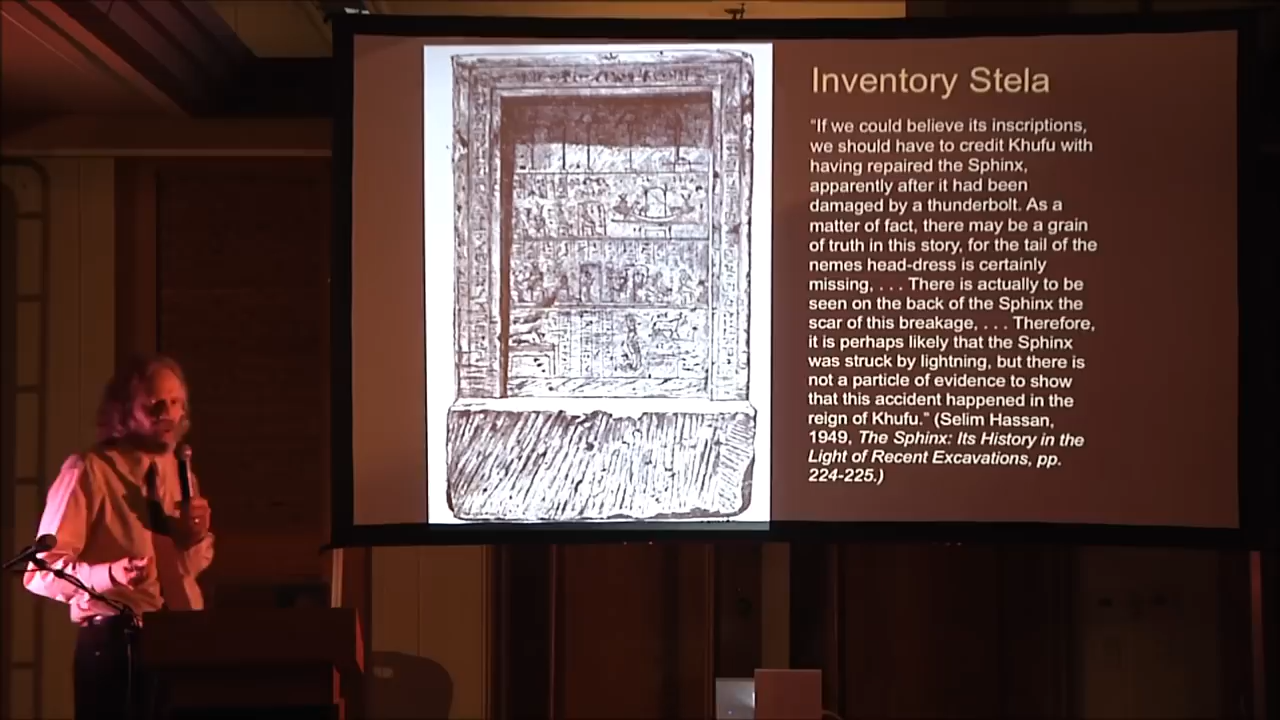 Inventory Stela
"If we could believe its inscriptions,
we should have to credit Khufu with
having repaired the Sphinx,
apparently after it had been
damaged by a thunderbolt. As a
matter of fact, there may be a grain
of truth in this story, for the tail of the
nemes head-dress is certainly
missing, . . . There is actually to be
seen on the back of the Sphinx the
scar of this breakage, . . . Therefore,
it is perhaps likely that the Sphinx
was struck by lightning, but there is
not a particle of evidence to show
that this accident happened in the
reign of Khufu." (Selim Hassan,
1949, The Sphinx: Its History in the
Light of Recent Excavations, pp.
224-225.)